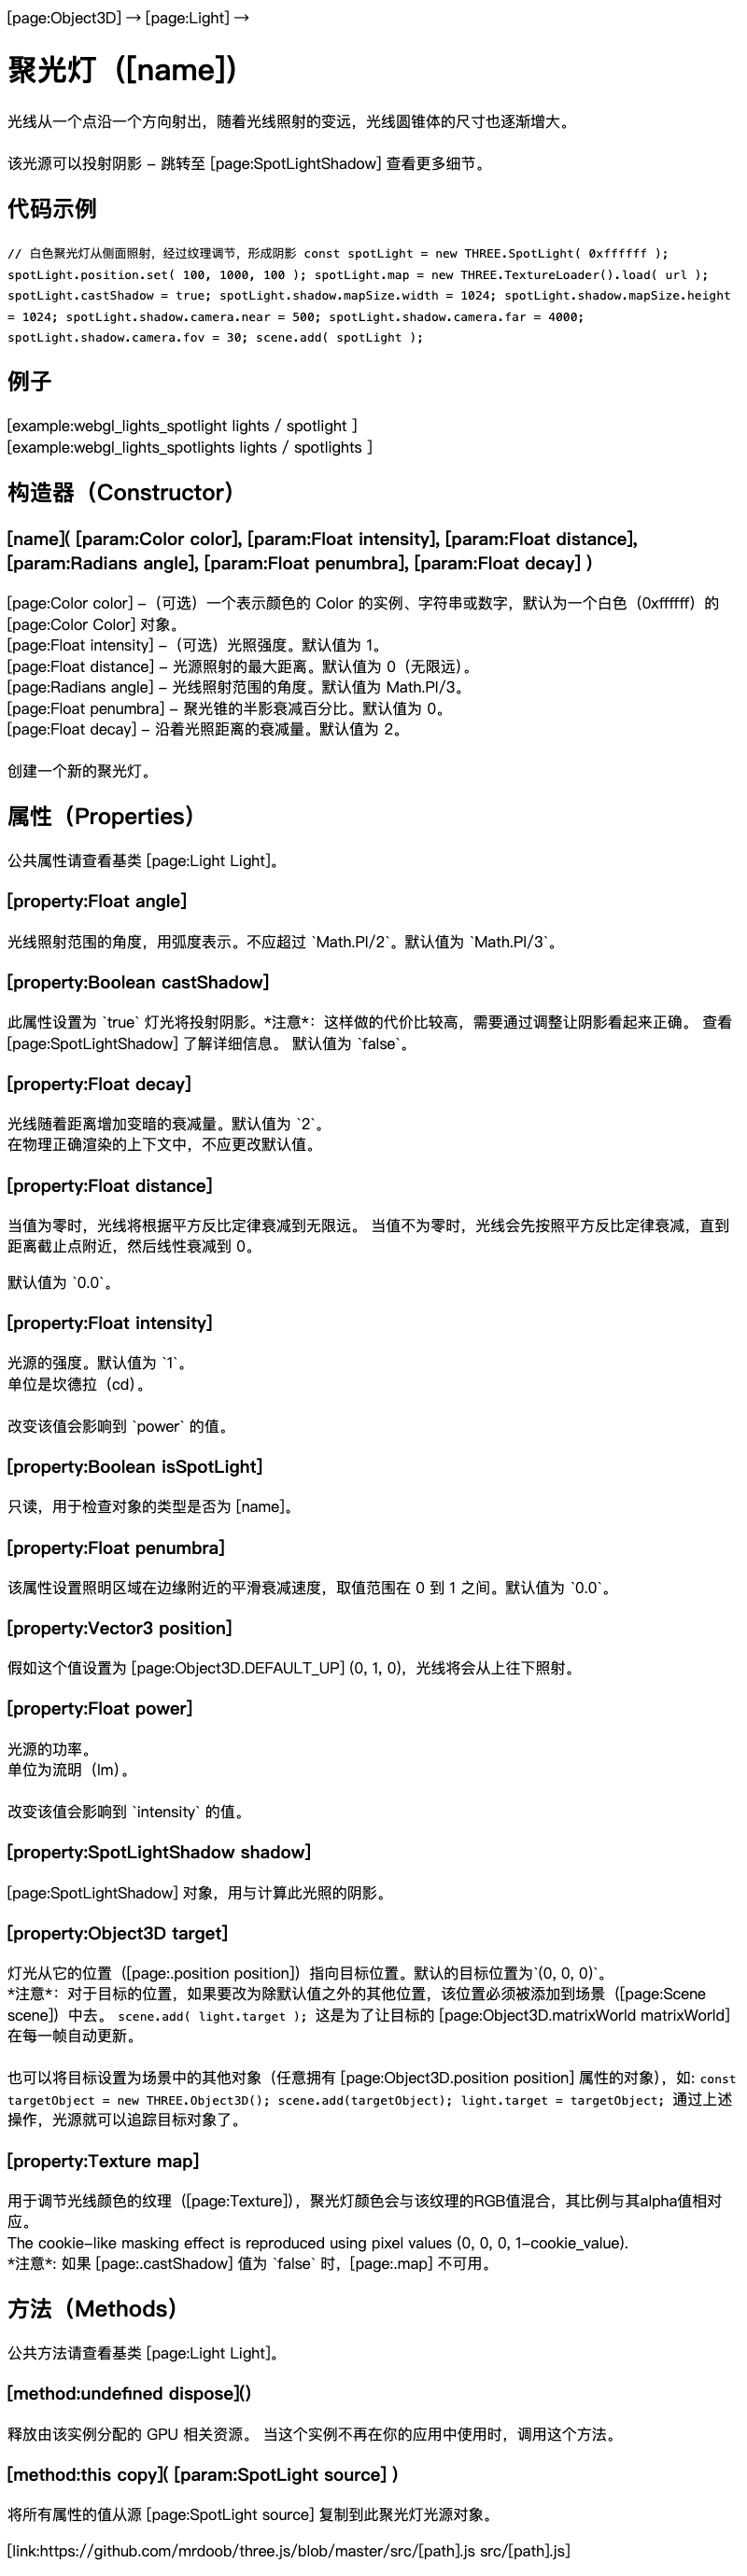 [page:Object3D] → [page:Light] →
聚光灯（[name]）
光线从一个点沿一个方向射出，随着光线照射的变远，光线圆锥体的尺寸也逐渐增大。
该光源可以投射阴影 - 跳转至 [page:SpotLightShadow] 查看更多细节。
代码示例
// 白色聚光灯从侧面照射，经过纹理调节，形成阴影 const spotLight = new THREE.SpotLight( 0xffffff );
spotLight.position.set( 100, 1000, 100 ); spotLight.map = new THREE.TextureLoader().load( url );
spotLight.castShadow = true; spotLight.shadow.mapSize.width = 1024; spotLight.shadow.mapSize.height
= 1024; spotLight.shadow.camera.near = 500; spotLight.shadow.camera.far = 4000;
spotLight.shadow.camera.fov = 30; scene.add( spotLight );
例子
[example:webgl_lights_spotlight lights / spotlight ]
[example:webgl_lights_spotlights lights / spotlights ]
构造器（Constructor）
[name]( [param:Color color], [param:Float intensity], [param:Float distance],
[param:Radians angle], [param:Float penumbra], [param:Float decay] )
[page:Color color] -（可选）一个表示颜色的 Color 的实例、字符串或数字，默认为一个白色（0xffffff）的
[page:Color Color] 对象。
[page:Float intensity] -（可选）光照强度。默认值为 1。
[page:Float distance] - 光源照射的最大距离。默认值为 0（无限远）。
[page:Radians angle] - 光线照射范围的角度。默认值为 Math.PI/3。
[page:Float penumbra] - 聚光锥的半影衰减百分比。默认值为 0。
[page:Float decay] - 沿着光照距离的衰减量。默认值为 2。
创建一个新的聚光灯。
属性（Properties）
公共属性请查看基类 [page:Light Light]。
[property:Float angle]
光线照射范围的角度，用弧度表示。不应超过 `Math.PI/2`。默认值为 `Math.PI/3`。
[property:Boolean castShadow]
此属性设置为 `true` 灯光将投射阴影。*注意*：这样做的代价比较高，需要通过调整让阴影看起来正确。 查看
[page:SpotLightShadow] 了解详细信息。 默认值为 `false`。
[property:Float decay]
光线随着距离增加变暗的衰减量。默认值为 `2`。
在物理正确渲染的上下文中，不应更改默认值。
[property:Float distance]
当值为零时，光线将根据平方反比定律衰减到无限远。 当值不为零时，光线会先按照平方反比定律衰减，直到
距离截止点附近，然后线性衰减到 0。
默认值为 `0.0`。
[property:Float intensity]
光源的强度。默认值为 `1`。
单位是坎德拉（cd）。
改变该值会影响到 `power` 的值。
[property:Boolean isSpotLight]
只读，用于检查对象的类型是否为 [name]。
[property:Float penumbra]
该属性设置照明区域在边缘附近的平滑衰减速度，取值范围在 0 到 1 之间。默认值为 `0.0`。
[property:Vector3 position]
假如这个值设置为 [page:Object3D.DEFAULT_UP] (0, 1, 0)，光线将会从上往下照射。
[property:Float power]
光源的功率。
单位为流明（lm）。
改变该值会影响到 `intensity` 的值。
[property:SpotLightShadow shadow]
[page:SpotLightShadow] 对象，用与计算此光照的阴影。
[property:Object3D target]
灯光从它的位置（[page:.position position]）指向目标位置。默认的目标位置为`(0, 0, 0)`。
*注意*：对于目标的位置，如果要改为除默认值之外的其他位置，该位置必须被添加到场景（[page:Scene
scene]）中去。 scene.add( light.target ); 这是为了让目标的 [page:Object3D.matrixWorld matrixWorld]
在每一帧自动更新。
也可以将目标设置为场景中的其他对象（任意拥有 [page:Object3D.position position] 属性的对象），如: const
targetObject = new THREE.Object3D(); scene.add(targetObject); light.target = targetObject; 通过上述
操作，光源就可以追踪目标对象了。
[property:Texture map]
用于调节光线颜色的纹理（[page:Texture]），聚光灯颜色会与该纹理的RGB值混合，其比例与其alpha值相对
应。
The cookie-like masking effect is reproduced using pixel values (0, 0, 0, 1-cookie_value).
*注意*: 如果 [page:.castShadow] 值为 `false` 时，[page:.map] 不可用。
方法（Methods）
公共方法请查看基类 [page:Light Light]。
[method:undefined dispose]()
释放由该实例分配的 GPU 相关资源。 当这个实例不再在你的应用中使用时，调用这个方法。
[method:this copy]( [param:SpotLight source] )
将所有属性的值从源 [page:SpotLight source] 复制到此聚光灯光源对象。
[link:https://github.com/mrdoob/three.js/blob/master/src/[path].js src/[path].js]